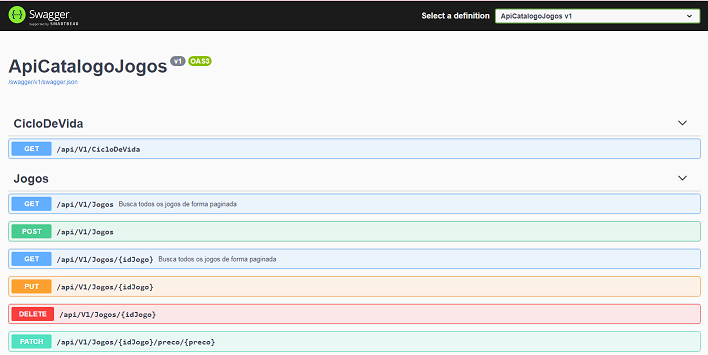 Swagger
Supported by SMARTBEAR
Select a definition
ApiCatalogoJogos v1
ApiCatalogoJogos v1 OAS3
/swagger/v1/swagger.json
CicloDeVida
GET /api/V1/CicloDeVida
Jogos
GET /api/V1/Jogos Busca todos os jogos de forma paginada
POST /api/V1/Jogos
GET /api/V1/Jogos/{idJogo} Busca todos os jogos de forma paginada
PUT /api/V1/Jogos/{idJogo}
DELETE /api/V1/Jogos/{idJogo}
PATCH /api/V1/Jogos/{idJogo}/preco/{preco}